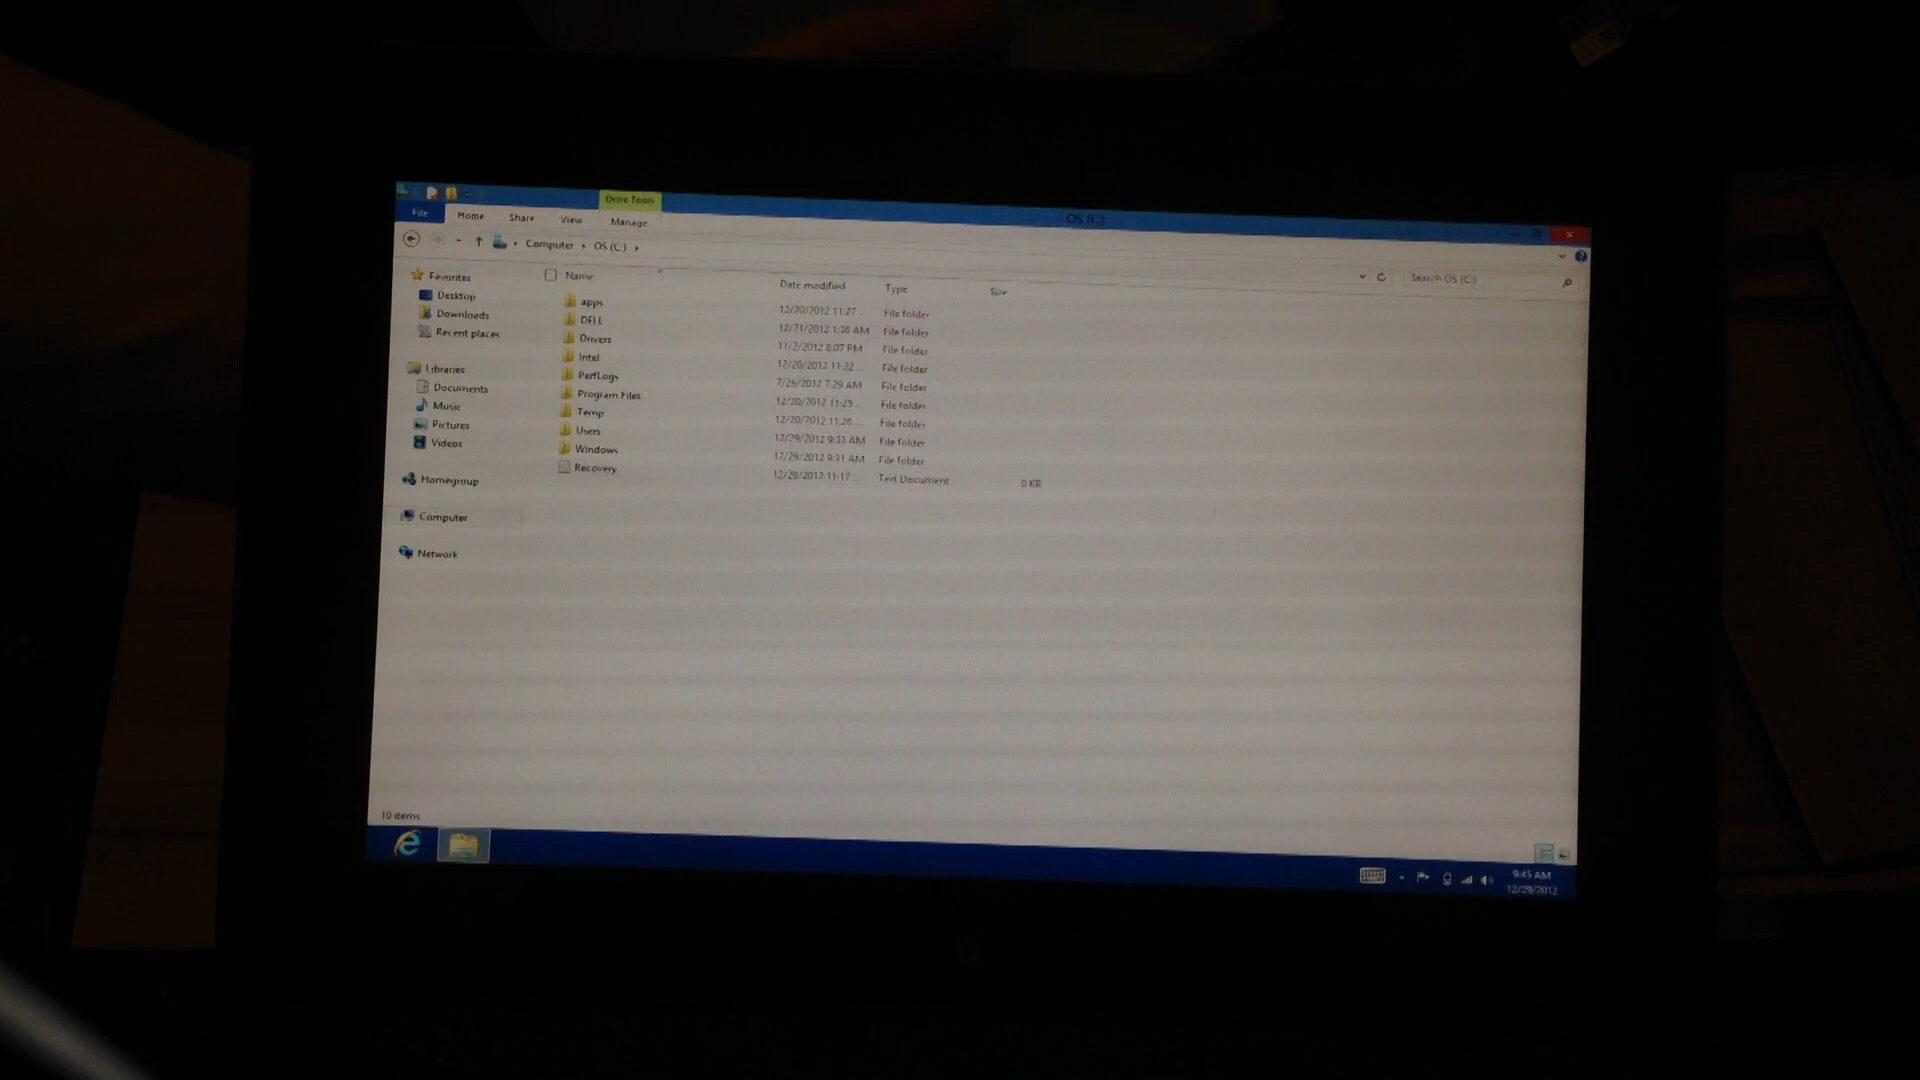 Drive Tools
OS (C:)
File Home Share View Manage
Computer OS (C:)
Search OS (C:)
Name Date modified Type Size
Favorites
Desktop
Downloads
Recent places
Libraries
Documents
Music
Pictures
Videos
Homegroup
Computer
Network
apps 12/20/2012 11:27 ... File folder
DELL 12/21/2012 1:36 AM File folder
Drivers 11/2/2012 8:07 PM File folder
Intel 12/20/2012 11:22 ... File folder
PerfLogs 7/26/2012 7:29 AM File folder
Program Files 12/20/2012 11:25 ... File folder
Temp 12/20/2012 11:26 ... File folder
Users 12/29/2012 9:33 AM File folder
Windows 12/29/2012 9:31 AM File folder
Recovery 12/28/2012 11:17 ... Text Document 0 KB
10 items
9:45 AM
12/29/2012